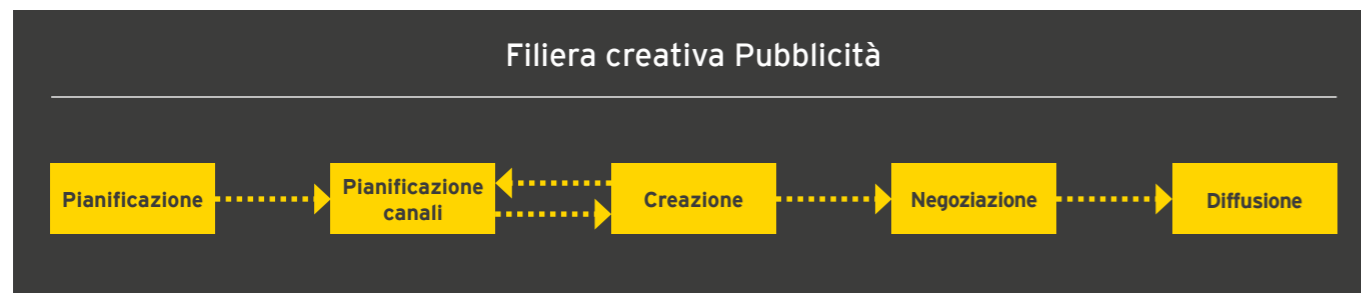 Filiera creativa Pubblicità
Pianificazione
Pianificazione
canali
Creazione
Negoziazione
Diffusione